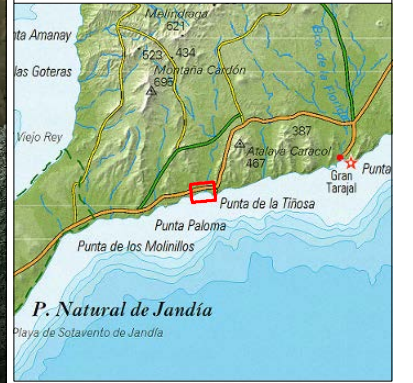 Melindraga
621
nta Amanay
523
434
las Goteras
Montaña Cardón
695
Bco. de la Florida
Viejo Rey
387
Atalaya Caracol
467
Gran
Tarajal
Punta
Punta de la Tiñosa
Punta Paloma
Punta de los Molinillos
P. Natural de Jandía
Playa de Sotavento de Jandía